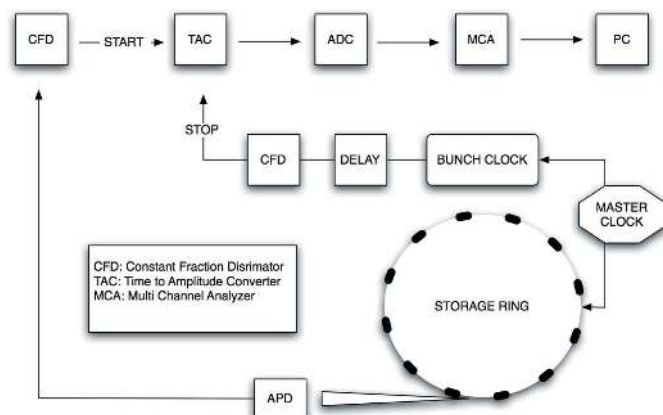 CFD
START
TAC
ADC
MCA
PC
STOP
CFD
DELAY
BUNCH CLOCK
MASTER
CLOCK
CFD: Constant Fraction Disrimator
TAC: Time to Amplitude Converter
MCA: Multi Channel Analyzer
STORAGE RING
APD